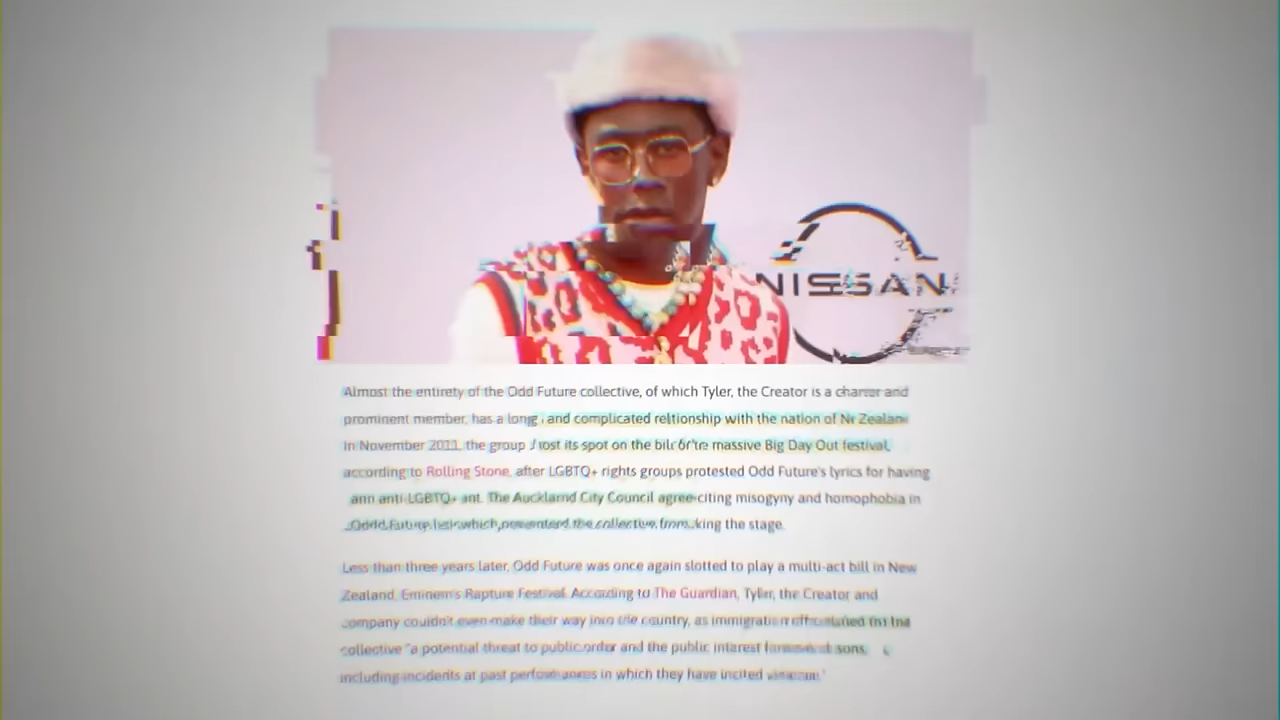 NISSAN
Almost the entirety of the Odd Future collective, of which Tyler, the Creator is a and
prominent member, has a long and complicated reltionship with the nation of
In November 2011, the group its spot on the massive Big Day Out festival,
according to Rolling Stone, after LGBTQ+ rights groups protested Odd Future's lyrics for having
anti-LGBTQ+ The City Council citing misogyny and homophobia in
which the collective the stage.
Less than three years later, Odd Future was once again slotted to play a multi-act bill in New
Zealand, Eminem's Rapture Festival. According to The Guardian, Tyler, the Creator and
company couldn't even make their way into the country, as immigration
collective "a potential threat to public order and the public interest
including incidents at past performances in which they have incited